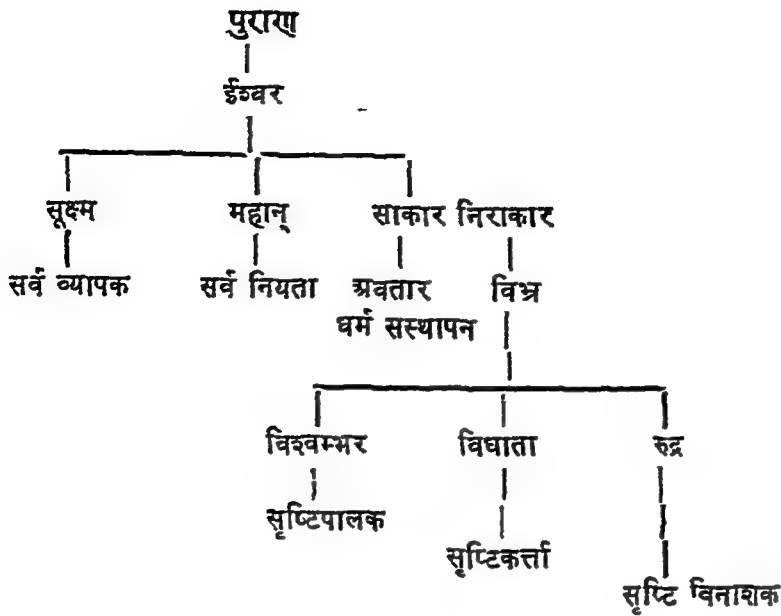 पुराण
ईश्वर
सूक्ष्म महान् साकार निराकार
सर्व व्यापक सर्व नियता अवतार विभ्र
धर्म सस्थापन
विश्वम्भर विधाता रुद्र
सृष्टिपालक
सृष्टिकर्त्ता
सृष्टि विनाशक